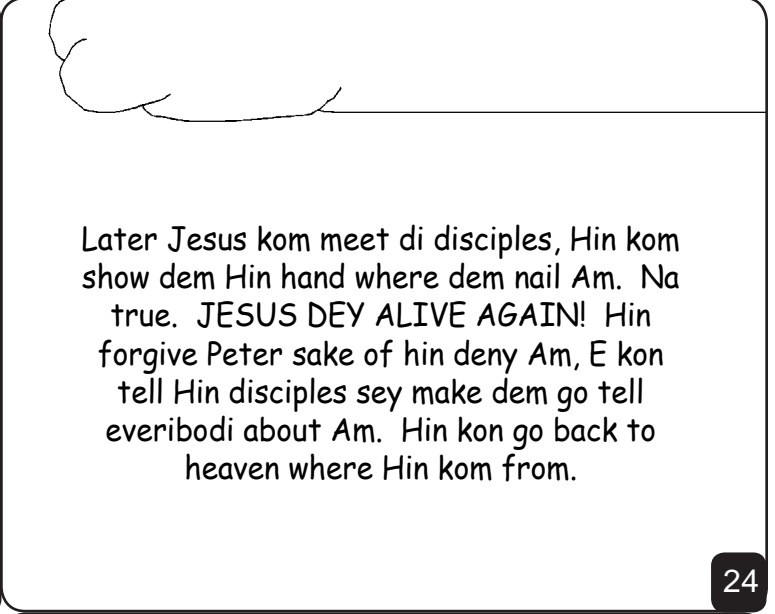 Later Jesus kom meet di disciples, Hin kom
show dem Hin hand where dem nail Am.  Na
true.  JESUS DEY ALIVE AGAIN!  Hin
forgive Peter sake of hin deny Am, E kon
tell Hin disciples sey make dem go tell
everibodi about Am.  Hin kon go back to
heaven where Hin kom from.
24